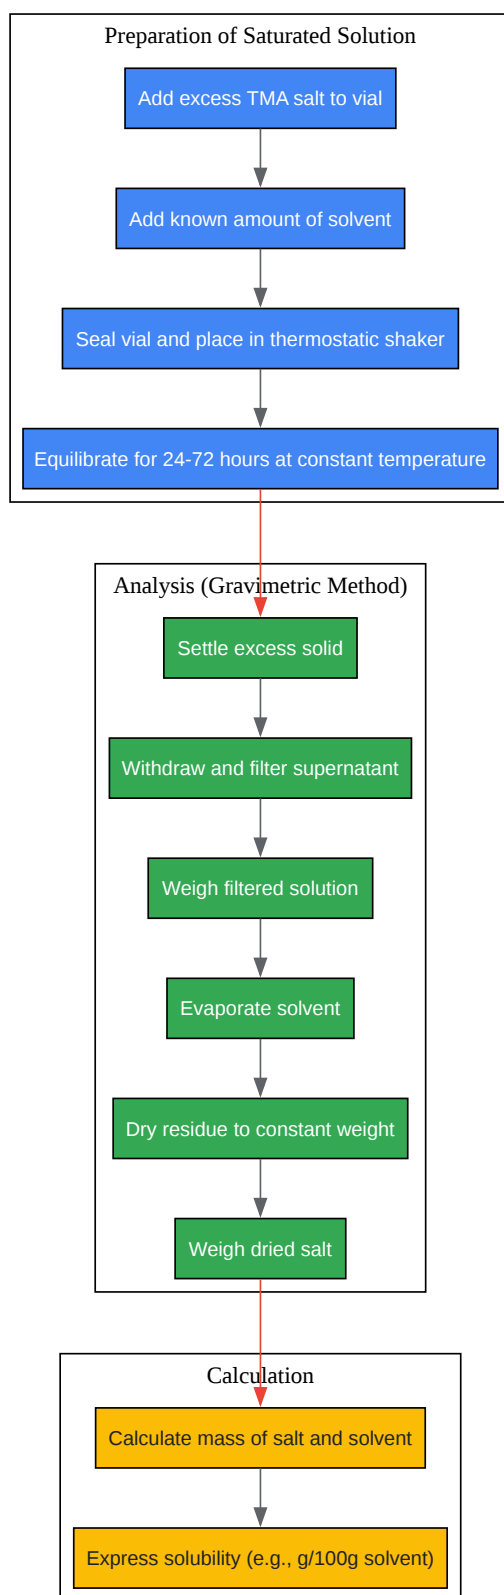 Preparation of Saturated Solution
Add excess TMA salt to vial
Add known amount of solvent
Seal vial and place in thermostatic shaker
Equilibrate for 24-72 hours at constant temperature
Analysis (Gravimetric Method)
Settle excess solid
Withdraw and filter supernatant
Weigh filtered solution
Evaporate solvent
Dry residue to constant weight
Weigh dried salt
Calculation
Calculate mass of salt and solvent
Express solubility (e.g., g/100g solvent)